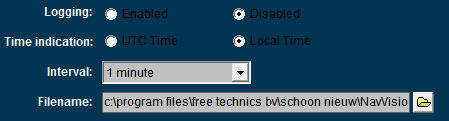 Logging: Enabled Disabled
Time indication: UTC Time Local Time
Interval: 1 minute
Filename: c:\program files\free technics bv\schoon nieuw\NavVisio